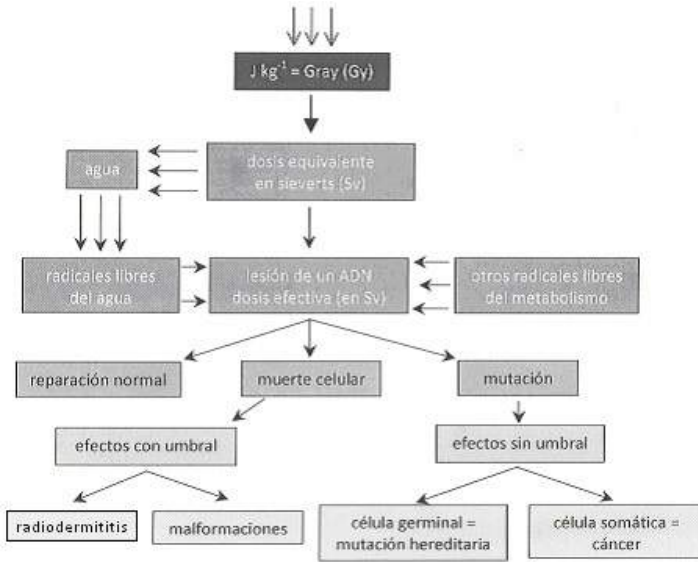 J kg⁻¹ = Gray (Gy)
agua
dosis equivalente
en sieverts (Sv)
radicales libres
del agua
lesión de un ADN
dosis efectiva (en Sv)
otros radicales libres
del metabolismo
reparación normal
muerte celular
mutación
efectos con umbral
efectos sin umbral
radiodermititis
malformaciones
célula germinal =
mutación hereditaria
célula somática =
cáncer